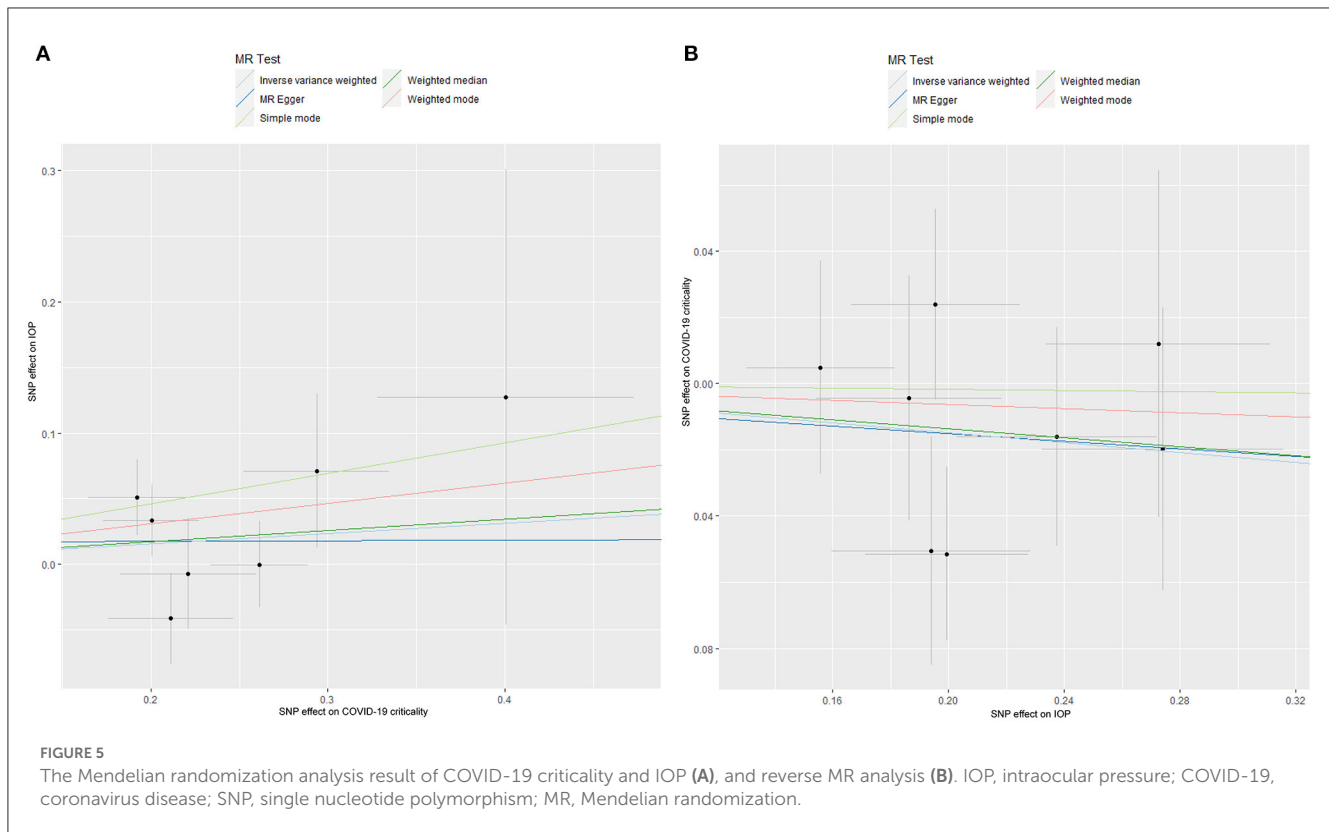 A
MR Test
Inverse variance weighted
Weighted median
MR Egger
Weighted mode
Simple mode
0.3
0.2
0.1
0.0
SNP effect on IOP
0.2
0.3
0.4
SNP effect on COVID-19 criticality
B
MR Test
Inverse variance weighted
Weighted median
MR Egger
Weighted mode
Simple mode
0.04
0.00
0.04
0.08
SNP effect on COVID-19 criticality
0.16
0.20
0.24
0.28
0.32
SNP effect on IOP
FIGURE 5
The Mendelian randomization analysis result of COVID-19 criticality and IOP (A), and reverse MR analysis (B). IOP, intraocular pressure; COVID-19,
coronavirus disease; SNP, single nucleotide polymorphism; MR, Mendelian randomization.